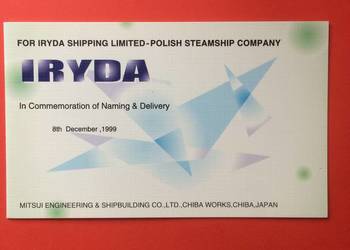 FOR IRYDA SHIPPING LIMITED-POLISH STEAMSHIP COMPANY
IRYDA
In Commemoration of Naming & Delivery
8th December ,1999
MITSUI ENGINEERING & SHIPBUILDING CO.,LTD.,CHIBA WORKS,CHIBA,JAPAN